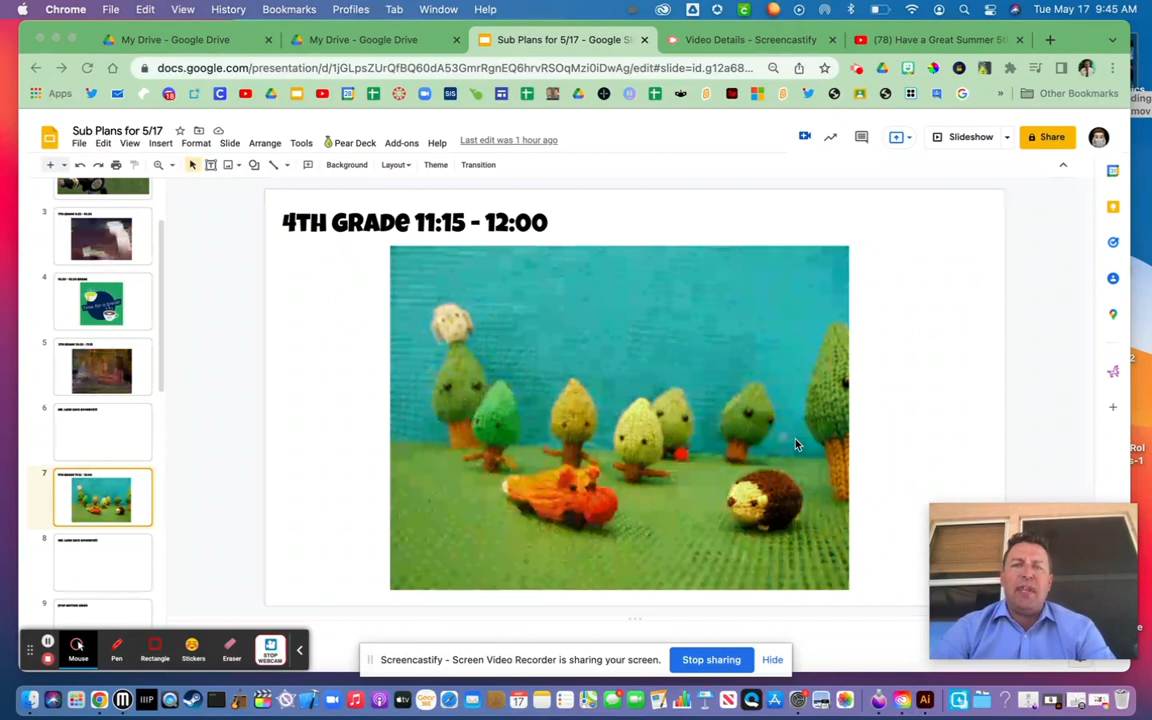 Chrome File Edit View History Bookmarks Profiles Tab Window Help Tue May 17 9:45 AM
My Drive - Google Drive My Drive - Google Drive Sub Plans for 5/17 - Google Sl Video Details - Screencastify (78) Have a Great Summer 5th
docs.google.com/presentation/d/1jGLpsZUrQfBQ60dA53GmrRgnEQ6hrvRSOqMzi0iDwAg/edit#slide=id.g12a68...
Apps SIS Other Bookmarks
Sub Plans for 5/17
File Edit View Insert Format Slide Arrange Tools Pear Deck Add-ons Help Last edit was 1 hour ago
Slideshow Share
Background Layout Theme Transition
4TH GRADE 11:15 - 12:00
3
4
5
6
7
8
9
Mouse Pen Rectangle Stickers Eraser STOP WEBCAM
Screencastify - Screen Video Recorder is sharing your screen. Stop sharing Hide